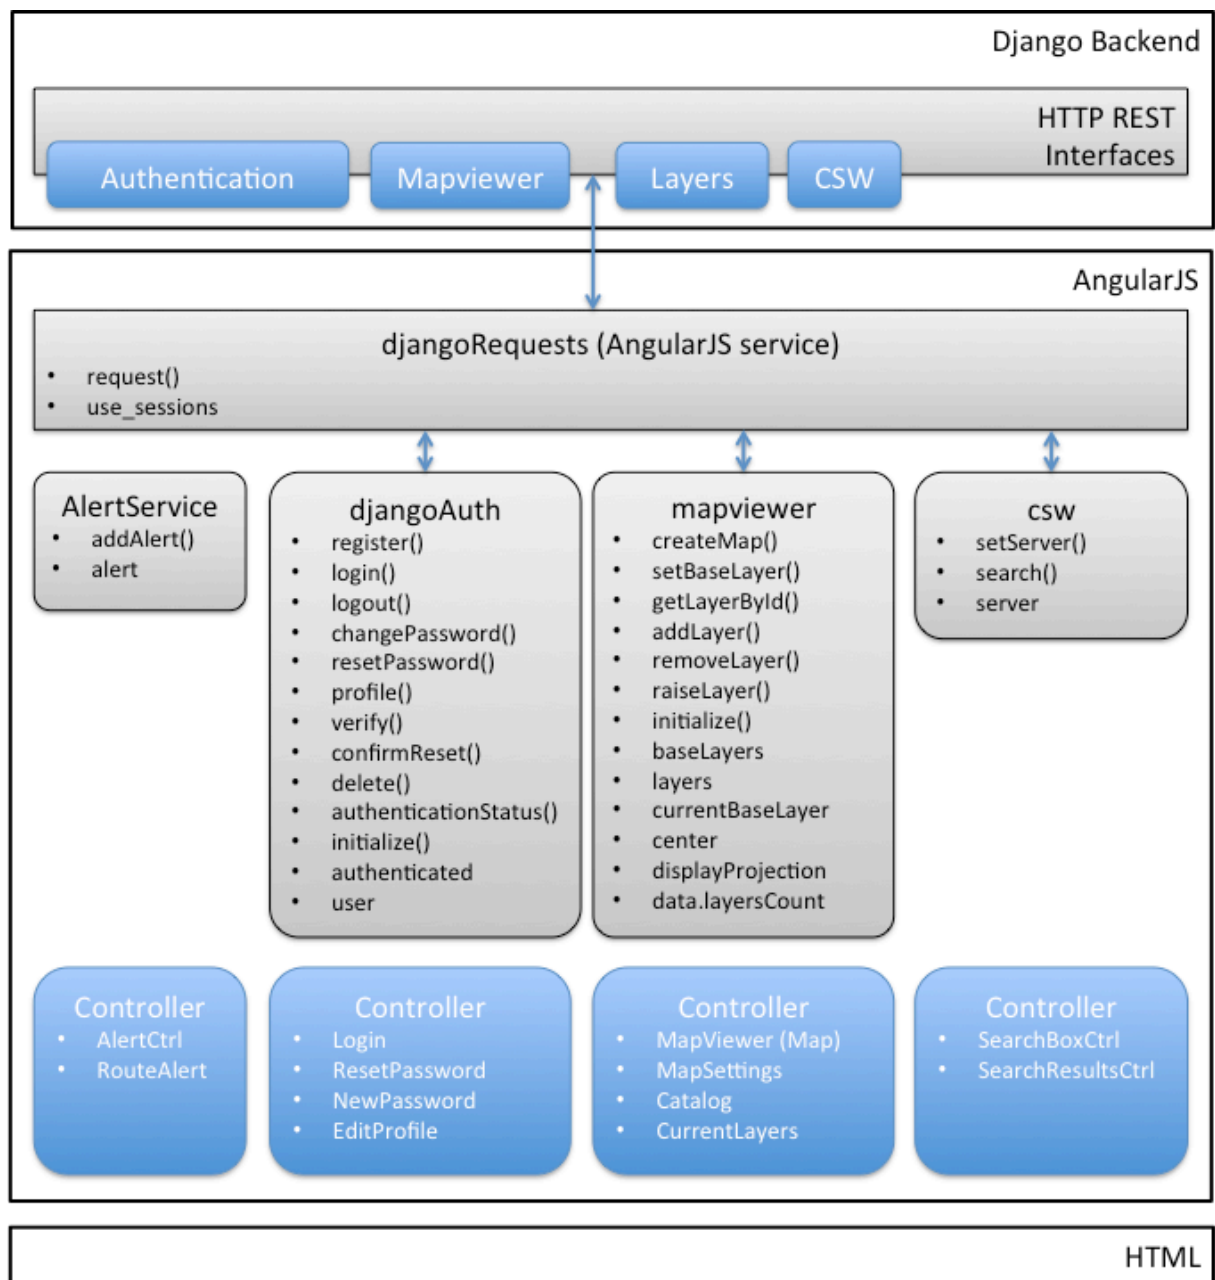 Django Backend
HTTP REST
Interfaces
Authentication
Mapviewer
Layers
CSW
AngularJS
djangoRequests (AngularJS service)
• request()
• use_sessions
AlertService
• addAlert()
• alert
djangoAuth
• register()
• login()
• logout()
• changePassword()
• resetPassword()
• profile()
• verify()
• confirmReset()
• delete()
• authenticationStatus()
• initialize()
• authenticated
• user
mapviewer
• createMap()
• setBaseLayer()
• getLayerById()
• addLayer()
• removeLayer()
• raiseLayer()
• initialize()
• baseLayers
• layers
• currentBaseLayer
• center
• displayProjection
• data.layersCount
csw
• setServer()
• search()
• server
Controller
• AlertCtrl
• RouteAlert
Controller
• Login
• ResetPassword
• NewPassword
• EditProfile
Controller
• MapViewer (Map)
• MapSettings
• Catalog
• CurrentLayers
Controller
• SearchBoxCtrl
• SearchResultsCtrl
HTML